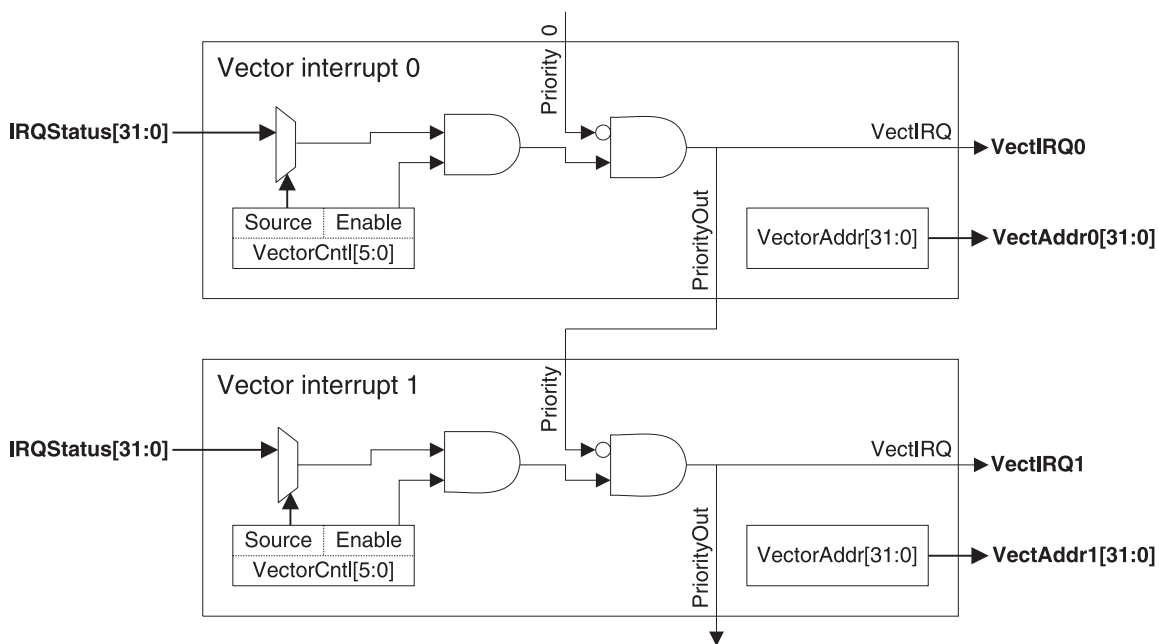 Priority 0
Vector interrupt 0
IRQStatus[31:0]
VectIRQ
VectIRQ0
PriorityOut
Source Enable
VectorCntl[5:0]
VectorAddr[31:0]
VectAddr0[31:0]
Vector interrupt 1
Priority
IRQStatus[31:0]
VectIRQ
VectIRQ1
PriorityOut
Source Enable
VectorCntl[5:0]
VectorAddr[31:0]
VectAddr1[31:0]